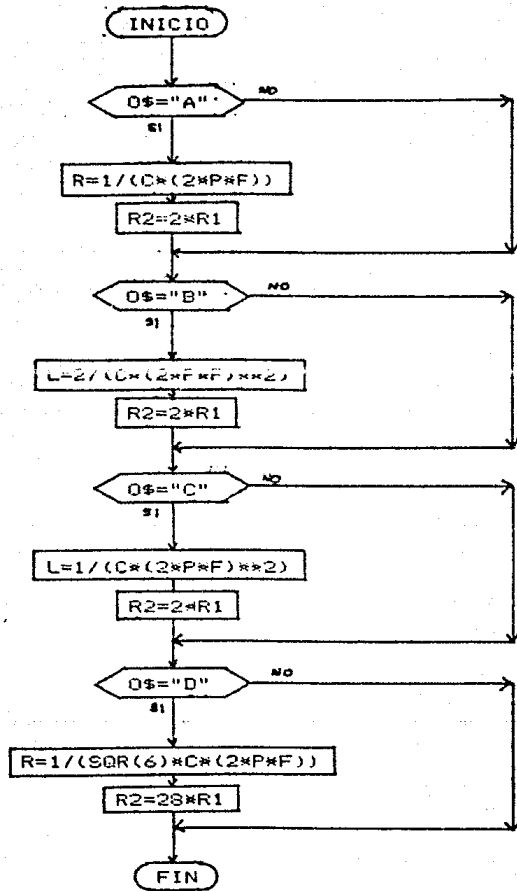 INICIO
O$="A"
NO
SI
R=1/(C*(2*P*F))
R2=2*R1
O$="B"
NO
SI
L=2/(C*(2*P*F)**2)
R2=2*R1
O$="C"
NO
SI
L=1/(C*(2*P*F)**2)
R2=2*R1
O$="D"
NO
SI
R=1/(SQR(6)*C*(2*P*F))
R2=28*R1
FIN